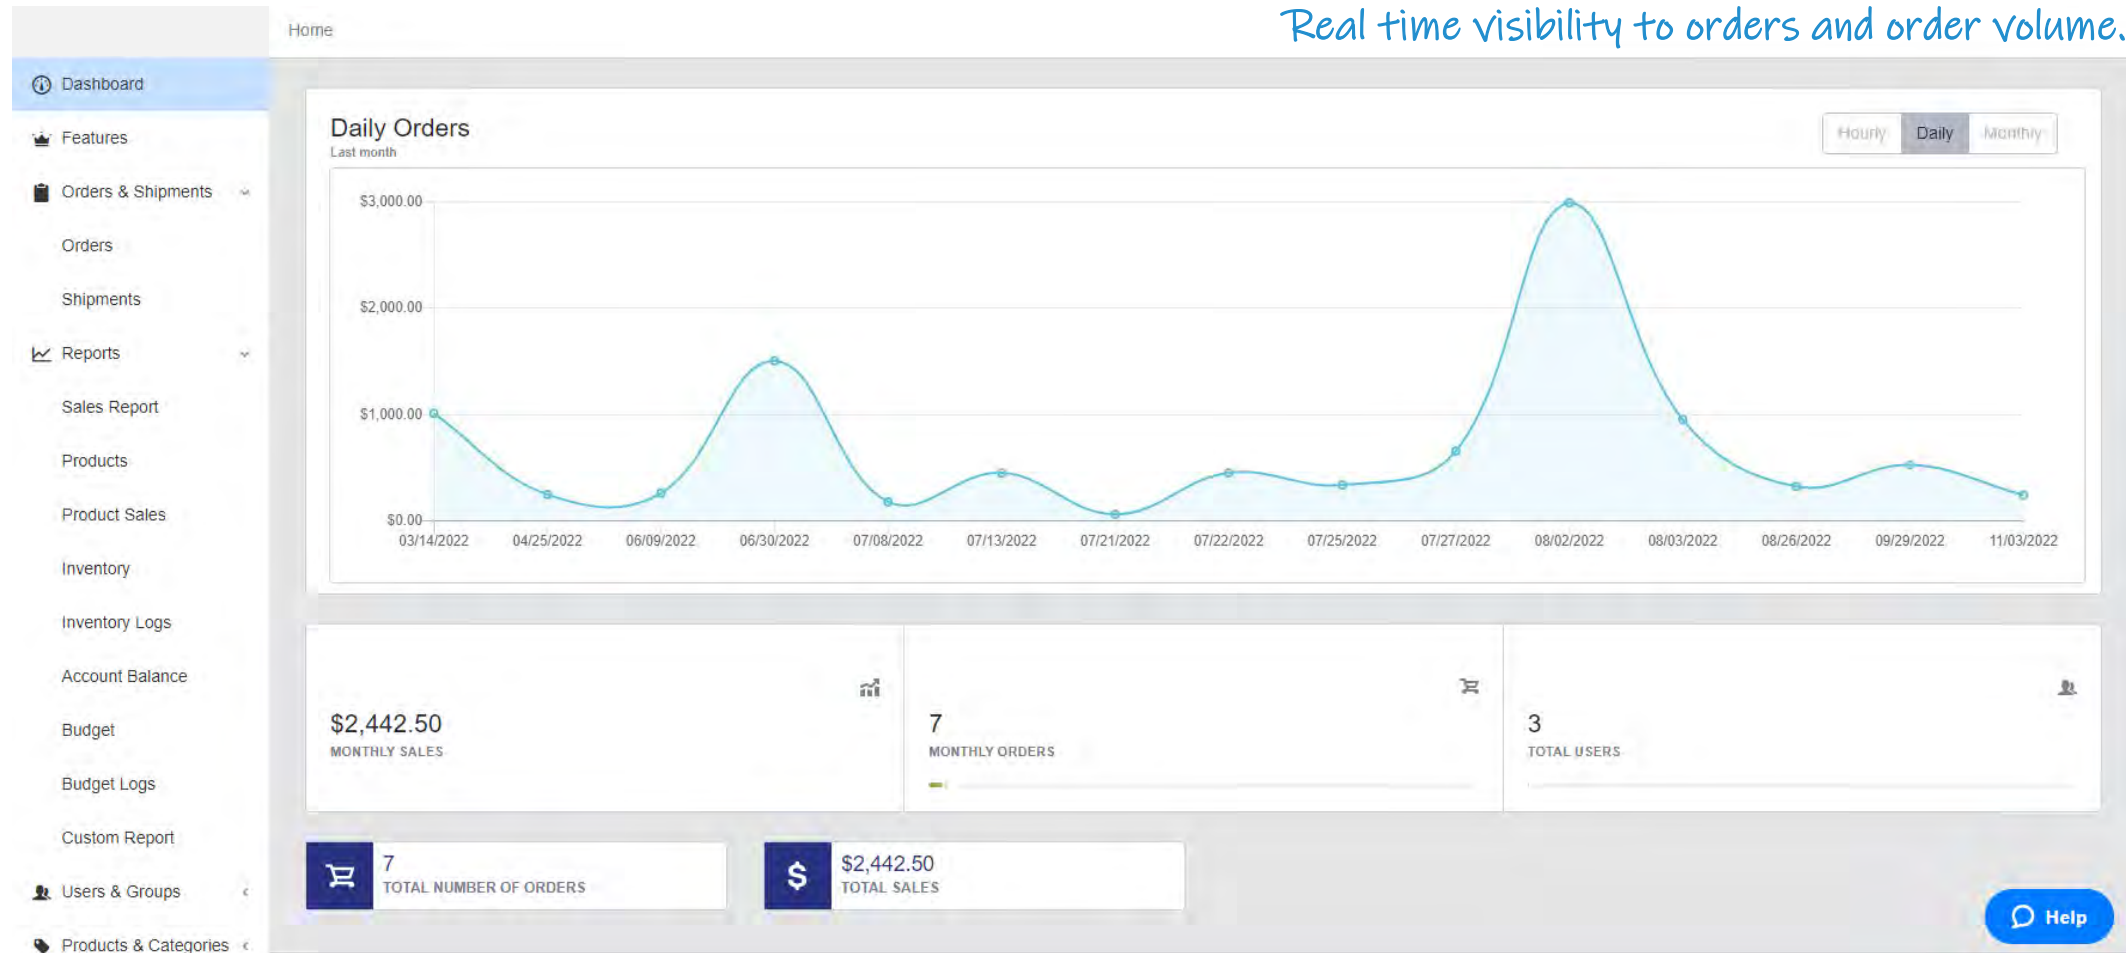 Real time visibility to orders and order volume.
Home
Dashboard
Features
Orders & Shipments
Orders
Shipments
Reports
Sales Report
Products
Product Sales
Inventory
Inventory Logs
Account Balance
Budget
Budget Logs
Custom Report
Users & Groups
Products & Categories
Daily Orders
Last month
Hourly Daily Monthly
$3,000.00
$2,000.00
$1,000.00
$0.00
03/14/2022 04/25/2022 06/09/2022 06/30/2022 07/08/2022 07/13/2022 07/21/2022 07/22/2022 07/25/2022 07/27/2022 08/02/2022 08/03/2022 08/26/2022 09/29/2022 11/03/2022
$2,442.50
MONTHLY SALES
7
MONTHLY ORDERS
3
TOTAL USERS
7
TOTAL NUMBER OF ORDERS
$2,442.50
TOTAL SALES
Help